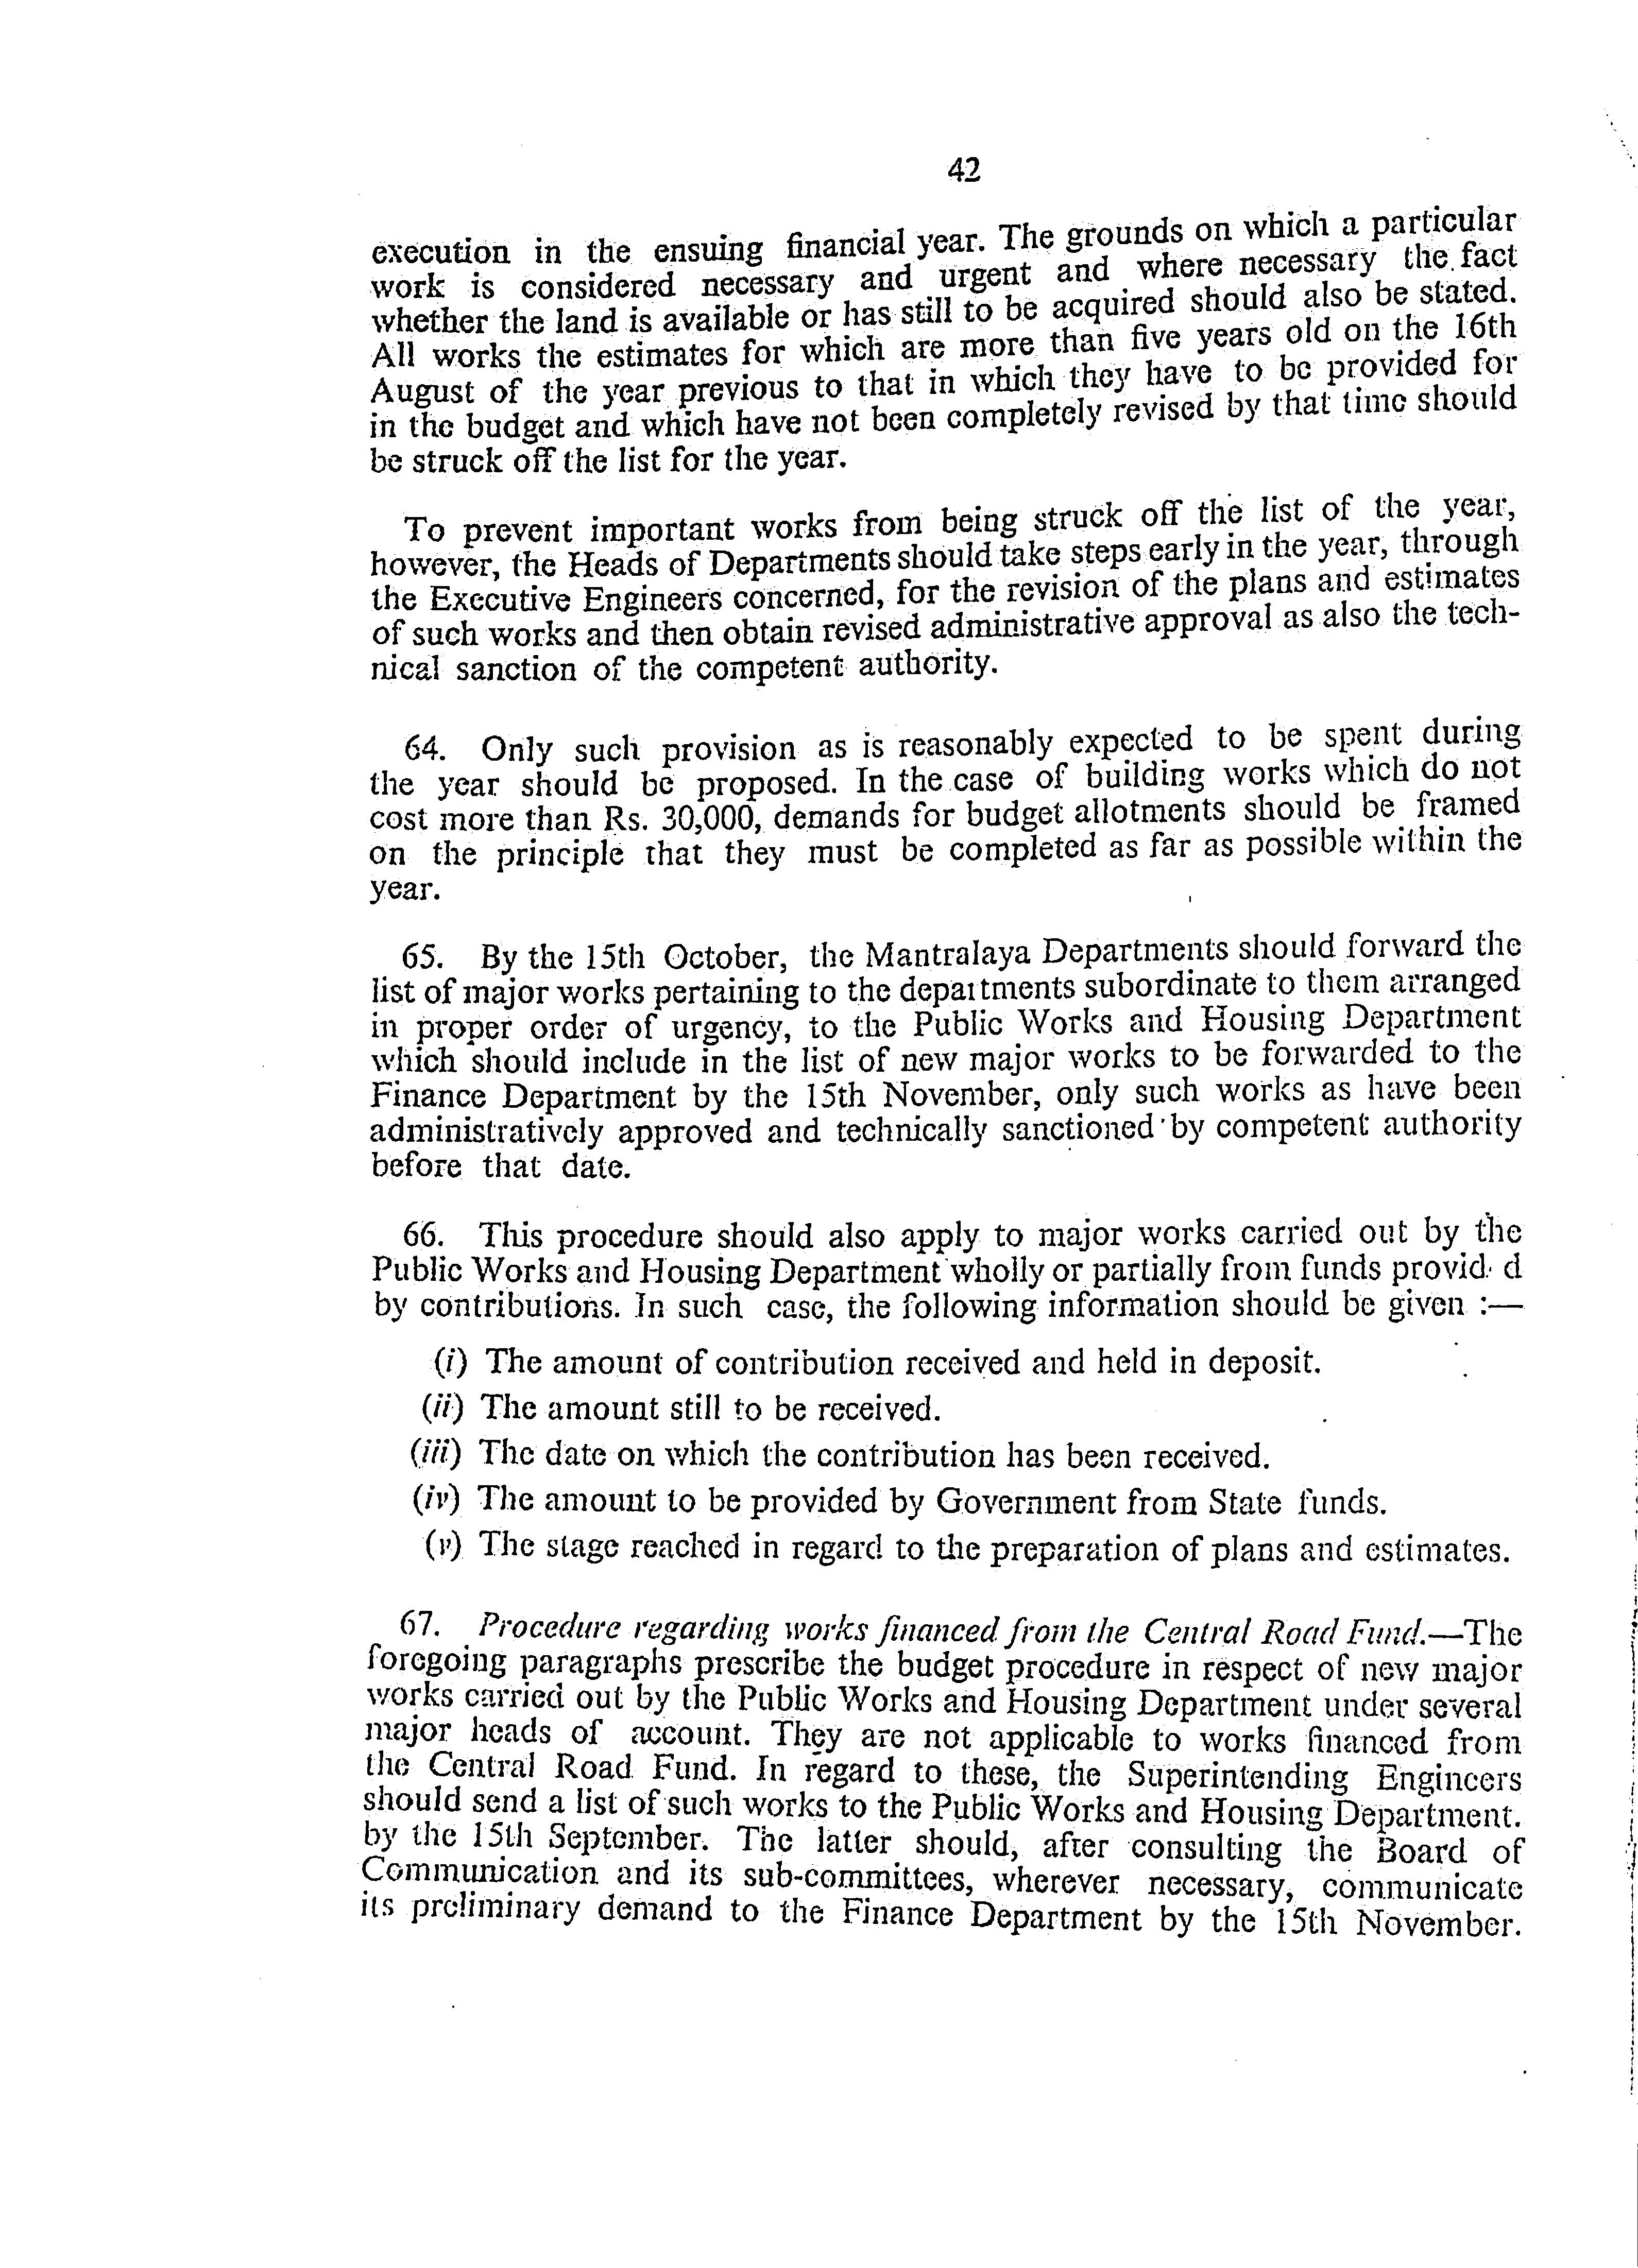 42
execution in the ensuing financial year. The grounds on which a particular
work is considered necessary and urgent and where necessary the fact
whether the land is available or has still to be acquired should also be stated.
All works the estimates for which are more than five years old on the 16th
August of the year previous to that in which they have to be provided for
in the budget and which have not been completely revised by that time should
be struck off the list for the year.
To prevent important works from being struck off the list of the year,
however, the Heads of Departments should take steps early in the year, through
the Executive Engineers concerned, for the revision of the plans and estimates
of such works and then obtain revised administrative approval as also the tech-
nical sanction of the competent authority.
64. Only such provision as is reasonably expected to be spent during
the year should be proposed. In the case of building works which do not
cost more than Rs. 30,000, demands for budget allotments should be framed
on the principle that they must be completed as far as possible within the
year.
65. By the 15th October, the Mantralaya Departments should forward the
list of major works pertaining to the departments subordinate to them arranged
in proper order of urgency, to the Public Works and Housing Department
which should include in the list of new major works to be forwarded to the
Finance Department by the 15th November, only such works as have been
administratively approved and technically sanctioned by competent authority
before that date.
66. This procedure should also apply to major works carried out by the
Public Works and Housing Department wholly or partially from funds provid d
by contributions. In such case, the following information should be given :—
(i) The amount of contribution received and held in deposit.
(ii) The amount still to be received.
(iii) The date on which the contribution has been received.
(iv) The amount to be provided by Government from State funds.
(v) The stage reached in regard to the preparation of plans and estimates.
67. Procedure regarding works financed from the Central Road Fund.—The
foregoing paragraphs prescribe the budget procedure in respect of new major
works carried out by the Public Works and Housing Department under several
major heads of account. They are not applicable to works financed from
the Central Road Fund. In regard to these, the Superintending Engineers
should send a list of such works to the Public Works and Housing Department.
by the 15th September. The latter should, after consulting the Board of
Communication and its sub-committees, wherever necessary, communicate
its preliminary demand to the Finance Department by the 15th November.